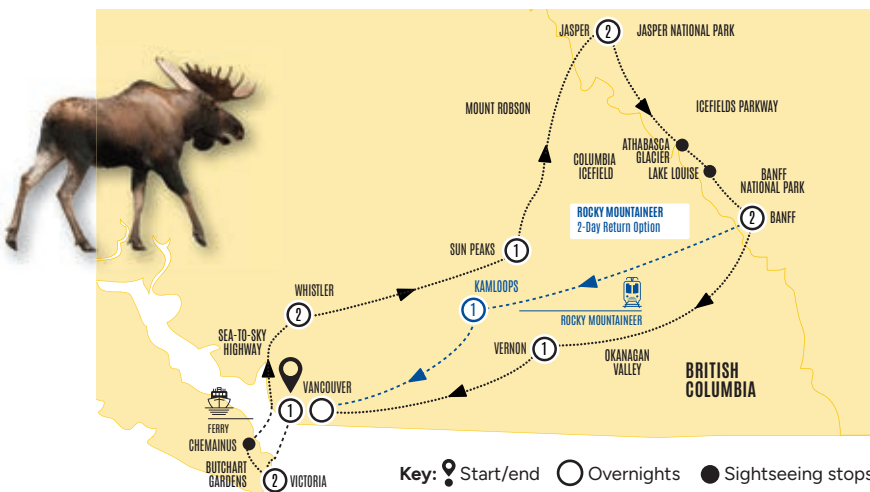 JASPER
2
JASPER NATIONAL PARK
MOUNT ROBSON
ICEFIELDS PARKWAY
ATHABASCA
GLACIER
COLUMBIA
ICEFIELD
LAKE LOUISE
BANFF
NATIONAL PARK
ROCKY MOUNTAINEER
2-Day Return Option
2
BANFF
SUN PEAKS
1
WHISTLER
2
KAMLOOPS
1
ROCKY MOUNTAINEER
SEA-TO-SKY
HIGHWAY
VERNON
1
OKANAGAN
VALLEY
BRITISH
COLUMBIA
VANCOUVER
1
FERRY
CHEMAINUS
BUTCHART
GARDENS
2
VICTORIA
Key: Start/end Overnights Sightseeing stops